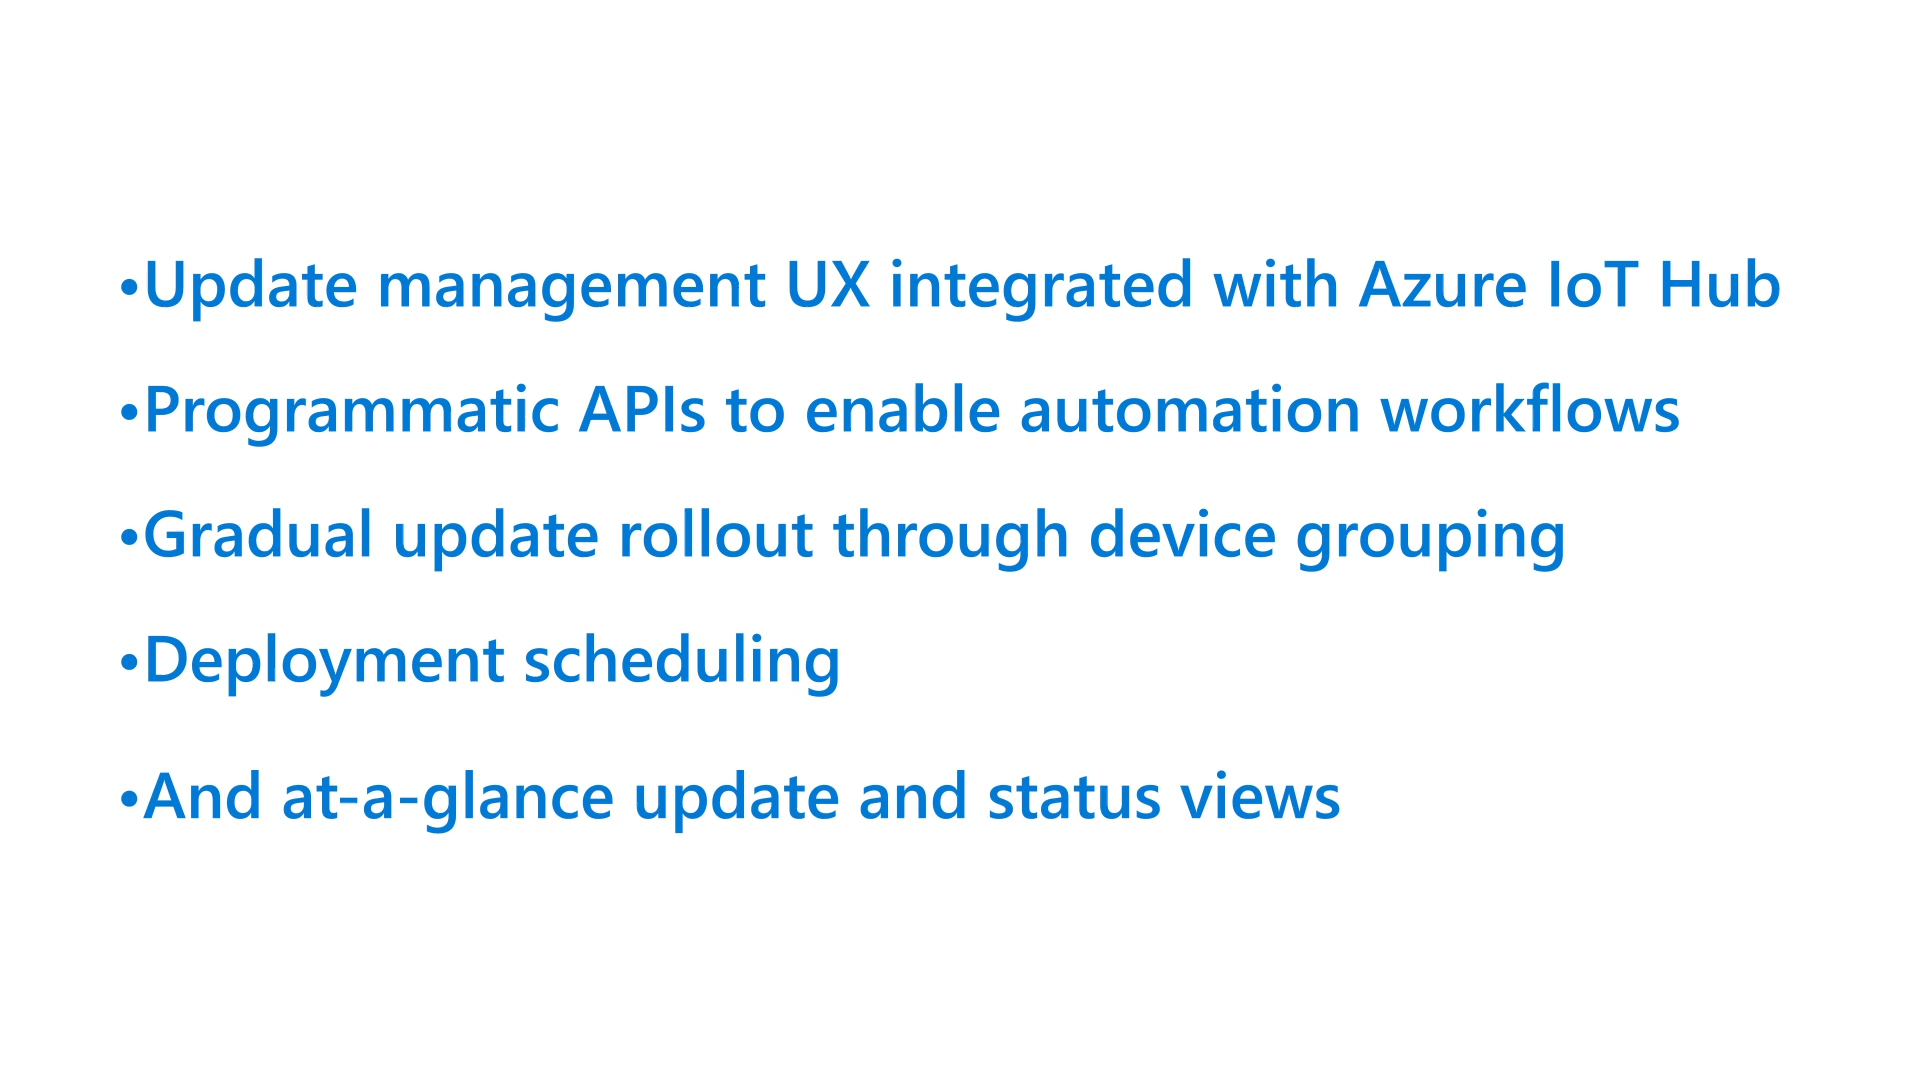 •Update management UX integrated with Azure IoT Hub
•Programmatic APIs to enable automation workflows
•Gradual update rollout through device grouping
•Deployment scheduling
•And at-a-glance update and status views